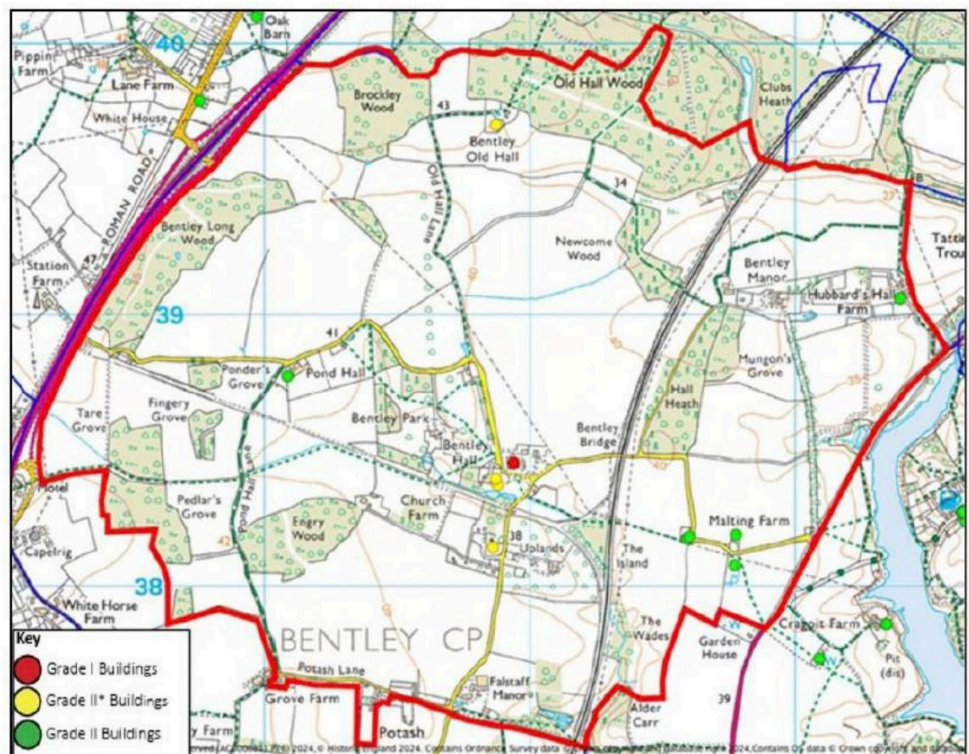 40
Oak
Barn
Pippin
Farm
Lane Farm
White House
ROMAN ROAD
Brockley
Wood
43
Bentley
Old Hall
Old Hall Wood
Clubs
Heath
Old Hall Lane
34
Newcome
Wood
Bentley Long
Wood
47
Station
Farm
39
41
Ponder's
Grove
Pond Hall
Bentley
Manor
Hubbard's Hall
Farm
Mungon's
Grove
Hall
Heath
Tare
Grove
Fingery
Grove
Bentley Park
Bentley
Hall
Bentley
Bridge
Motel
Pedlar's
Grove
Pond Hall Lane
42
Engry
Wood
Church
Farm
38
Uplands
The
Island
Malting Farm
Capelrig
38
White Horse
Farm
BENTLEY CP
Potash Lane
Grove Farm
Potash
Falstaff
Manor
The
Wades
Garden
House
Alder
Carr
39
Pit
(dis)
Key
Grade I Buildings
Grade II* Buildings
Grade II Buildings